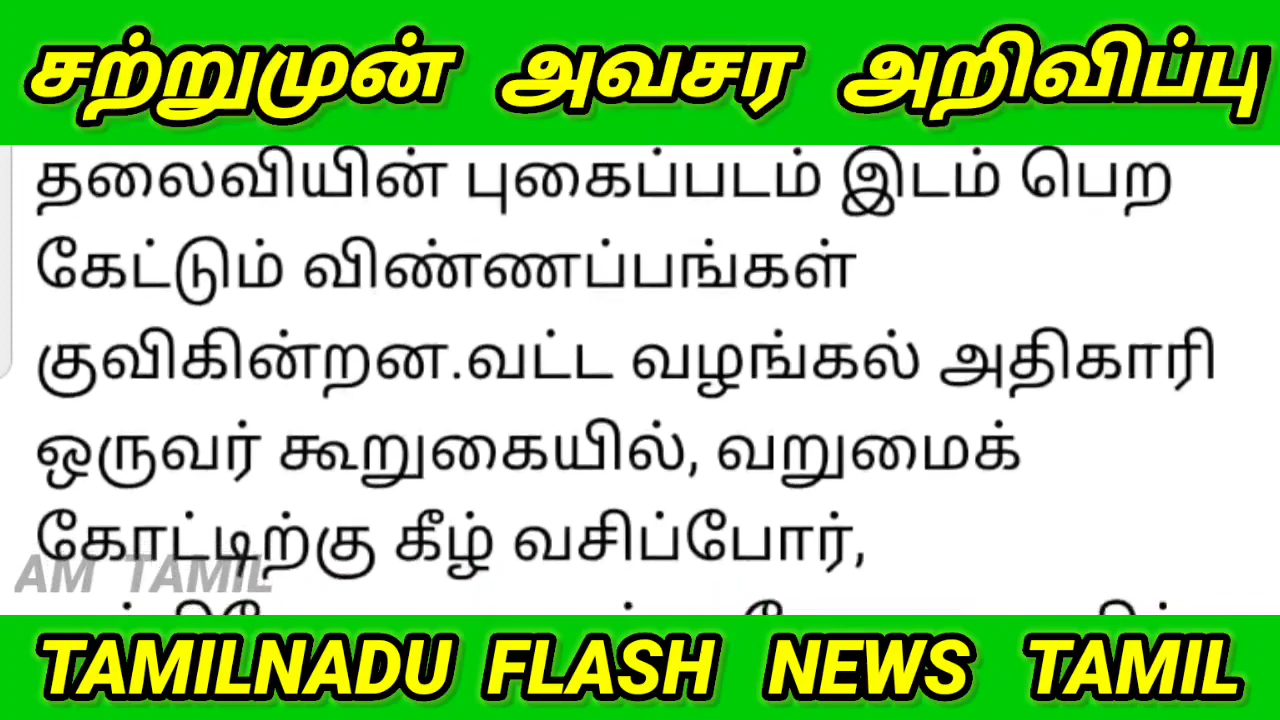 சற்றுமுன் அவசர அறிவிப்பு
தலைவியின் புகைப்படம் இடம் பெற
கேட்டும் விண்ணப்பங்கள்
குவிகின்றன.வட்ட வழங்கல் அதிகாரி
ஒருவர் கூறுகையில், வறுமைக்
கோட்டிற்கு கீழ் வசிப்போர்,
AM TAMIL
TAMILNADU FLASH NEWS TAMIL